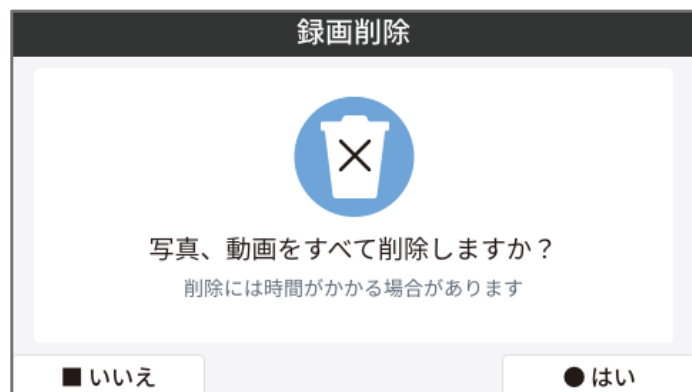 録画削除
写真、動画をすべて削除しますか？
削除には時間がかかる場合があります
■ いいえ
● はい